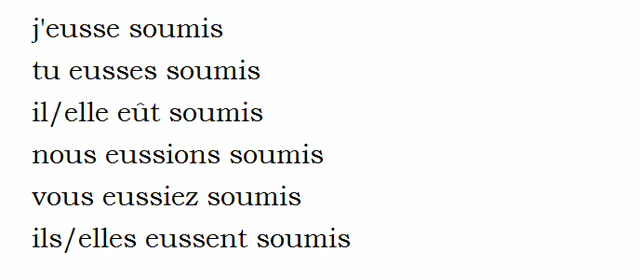 j'eusse soumis
tu eusses soumis
il/elle eût soumis
nous eussions soumis
vous eussiez soumis
ils/elles eussent soumis